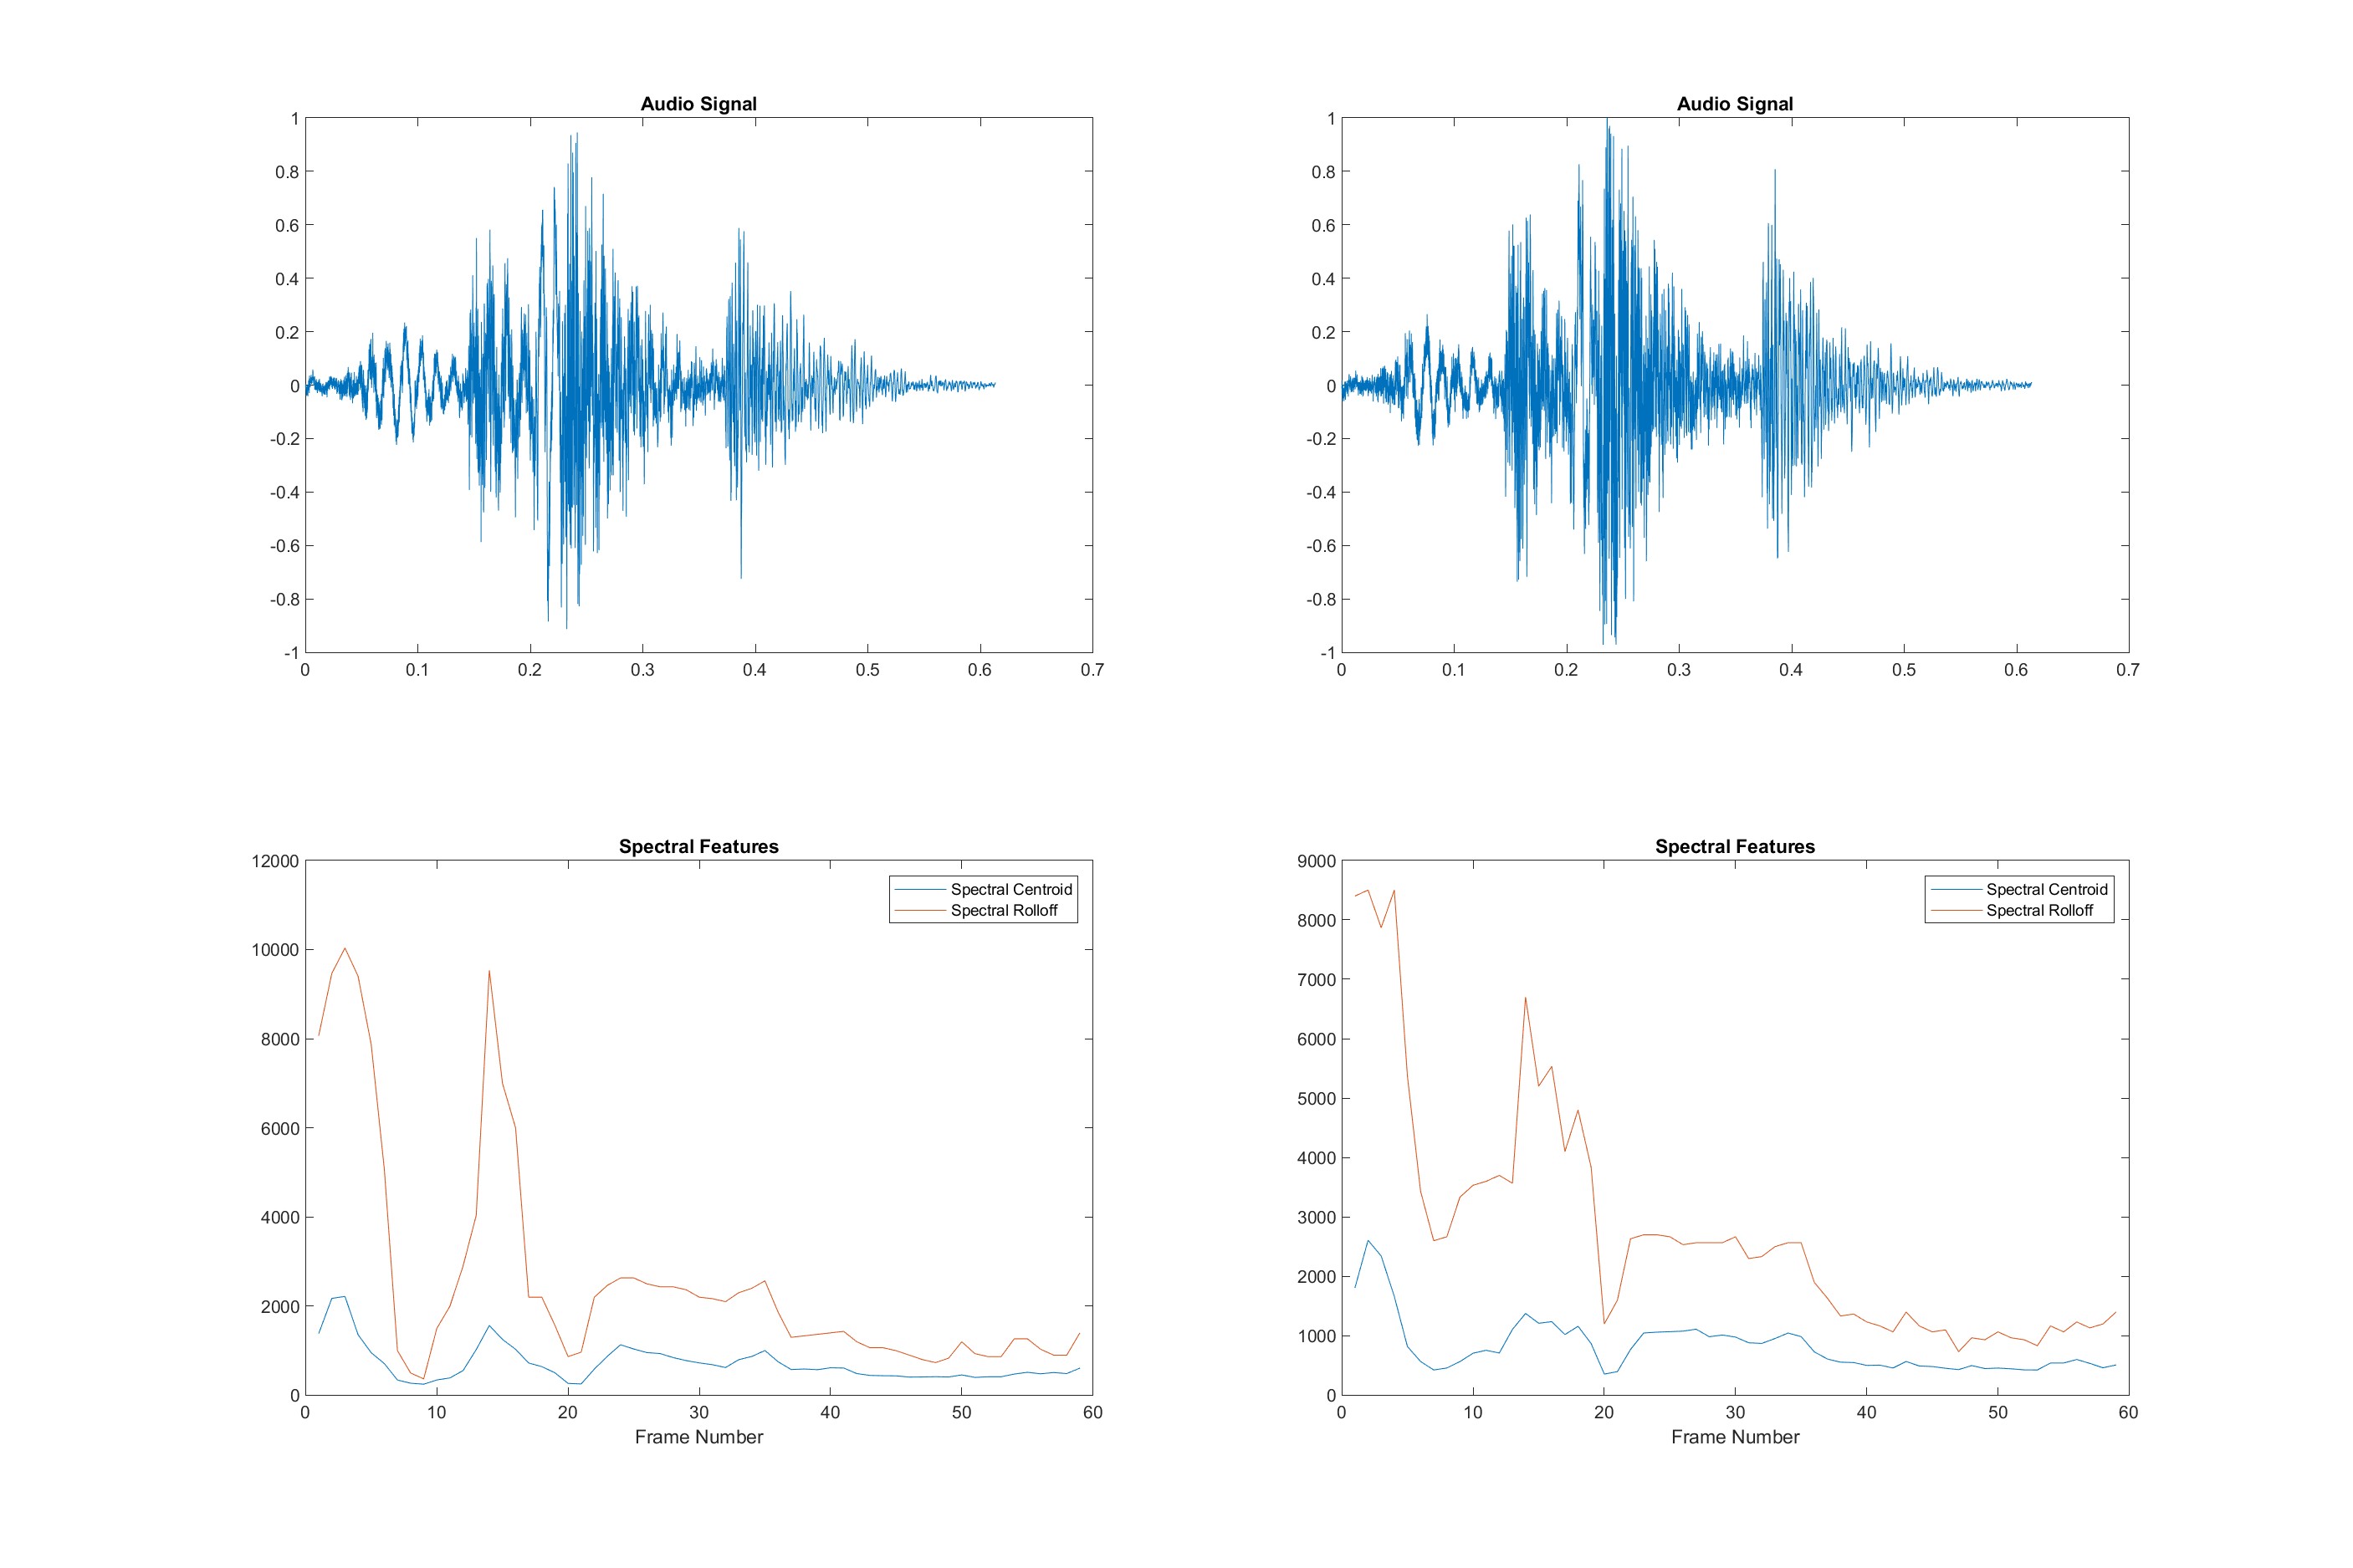 Audio Signal
1
0.8
0.6
0.4
0.2
0
-0.2
-0.4
-0.6
-0.8
-1
0 0.1 0.2 0.3 0.4 0.5 0.6 0.7
Audio Signal
1
0.8
0.6
0.4
0.2
0
-0.2
-0.4
-0.6
-0.8
-1
0 0.1 0.2 0.3 0.4 0.5 0.6 0.7
Spectral Features
12000
10000
8000
6000
4000
2000
0
Spectral Centroid
Spectral Rolloff
0 10 20 30 40 50 60
Frame Number
Spectral Features
9000
8000
7000
6000
5000
4000
3000
2000
1000
0
Spectral Centroid
Spectral Rolloff
0 10 20 30 40 50 60
Frame Number